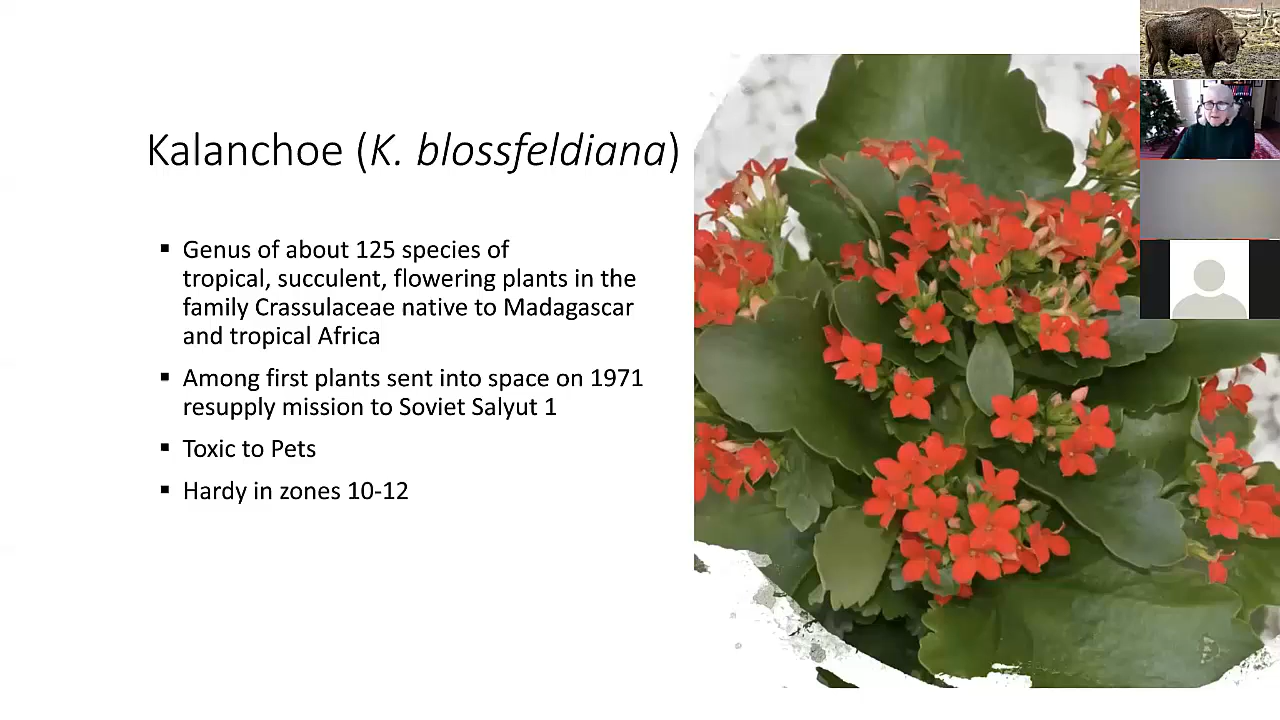 Kalanchoe (K. blossfeldiana)
▪ Genus of about 125 species of
tropical, succulent, flowering plants in the
family Crassulaceae native to Madagascar
and tropical Africa
▪ Among first plants sent into space on 1971
resupply mission to Soviet Salyut 1
▪ Toxic to Pets
▪ Hardy in zones 10-12